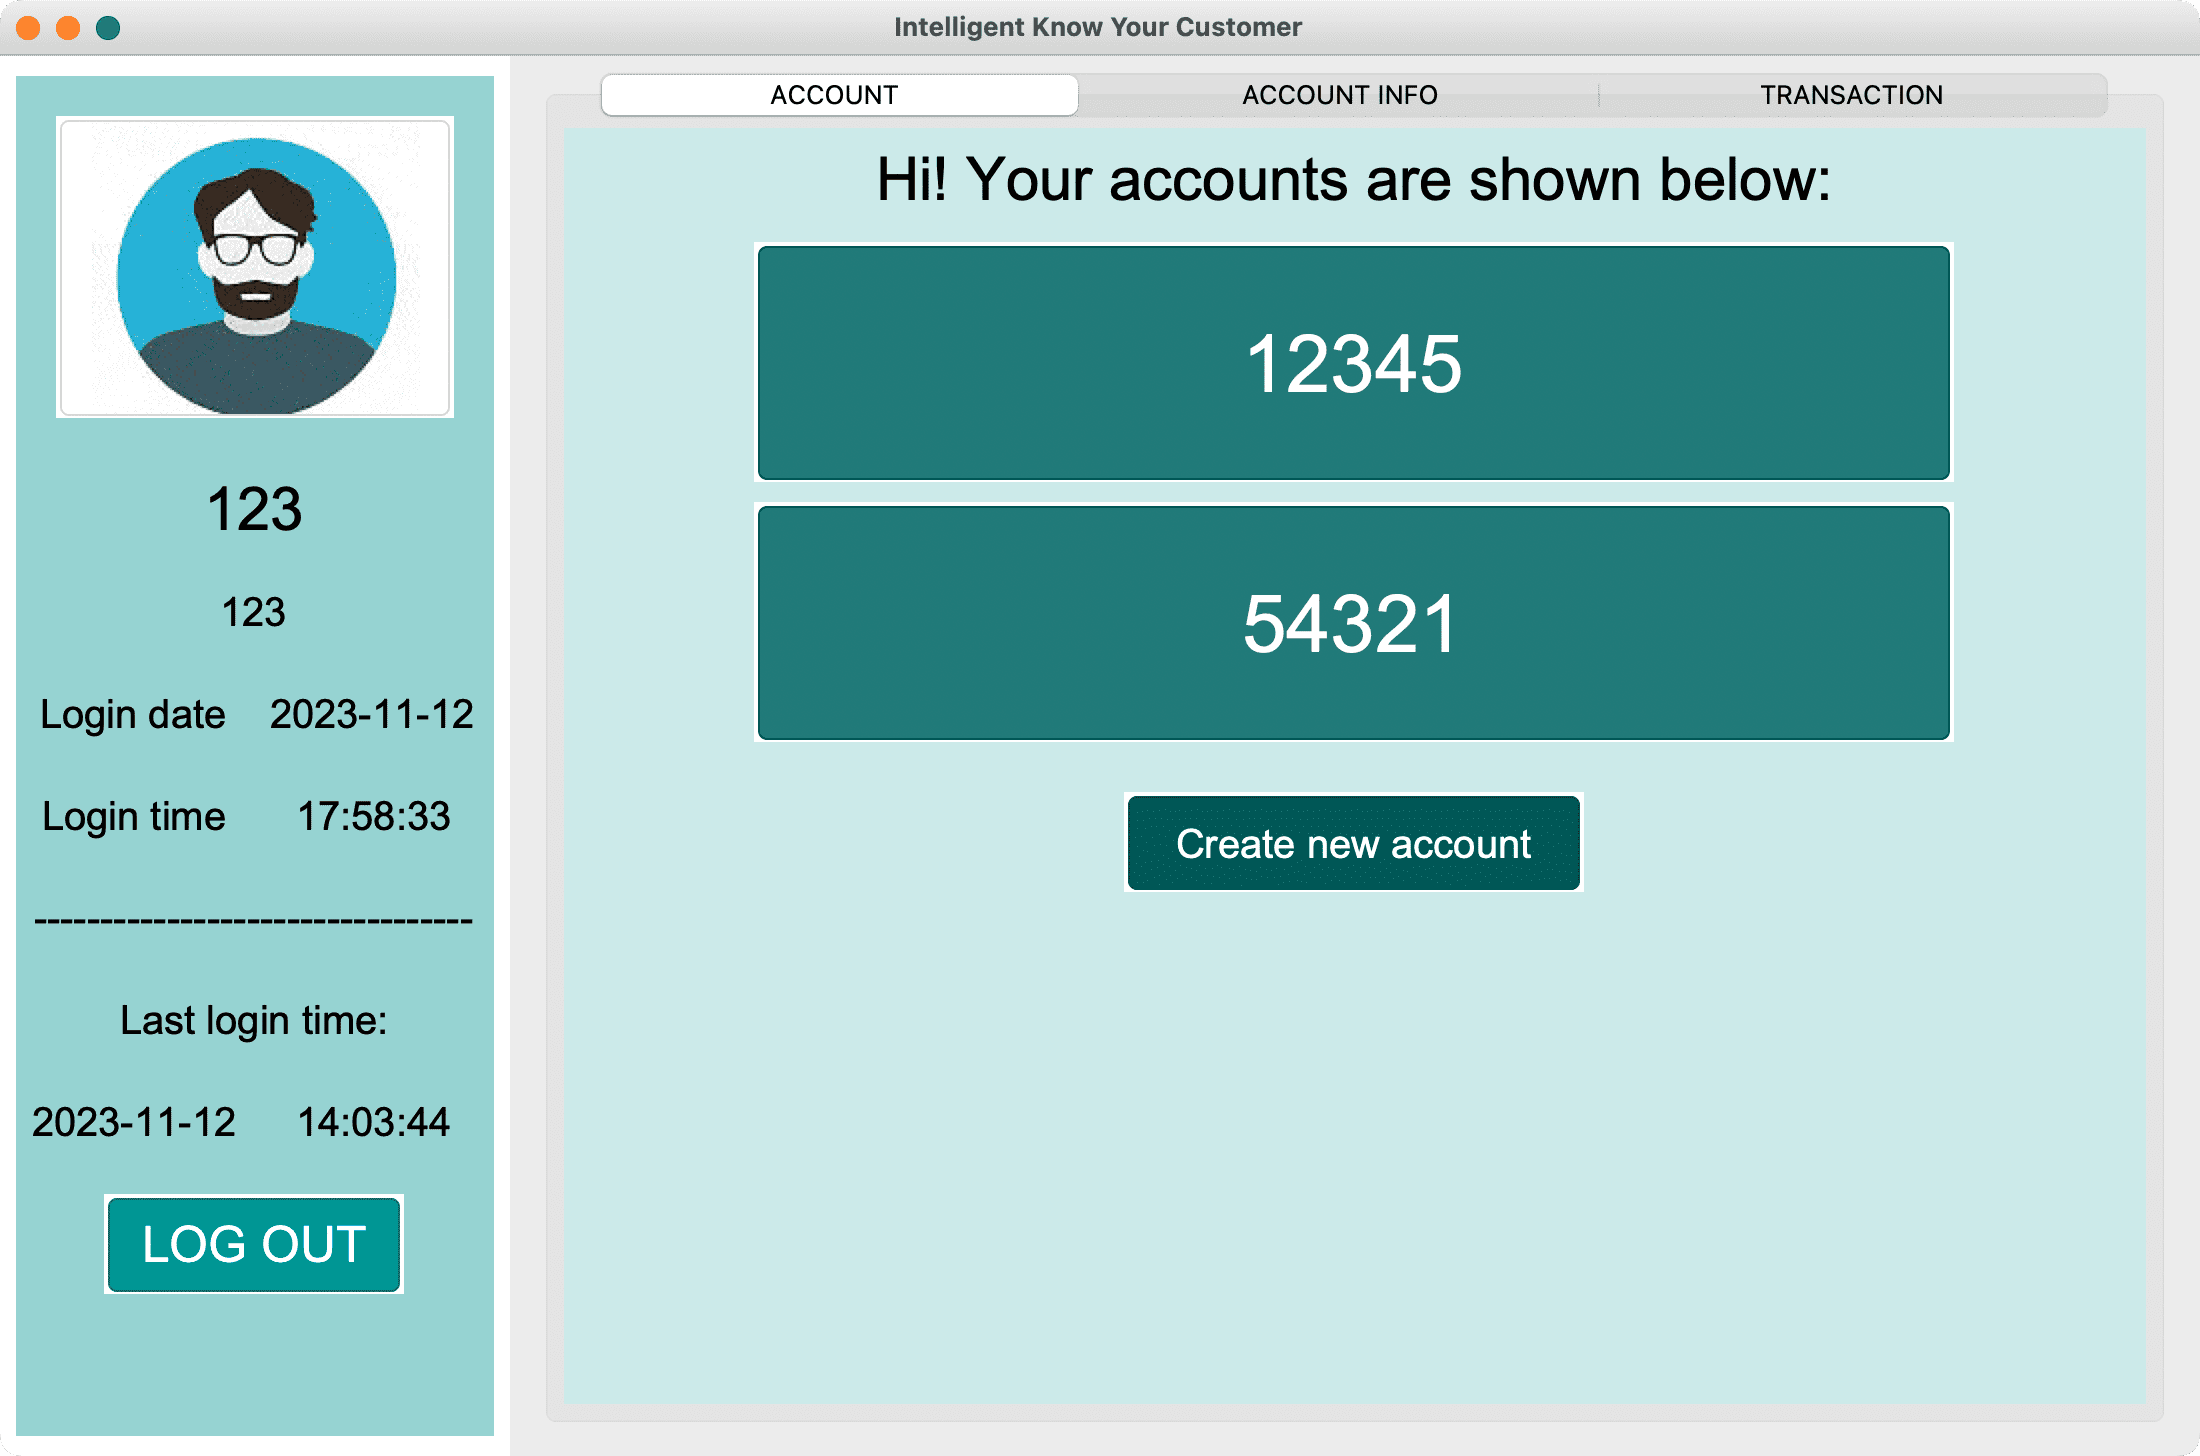 Intelligent Know Your Customer
ACCOUNT ACCOUNT INFO TRANSACTION
123
123
Login date 2023-11-12
Login time 17:58:33
---------------------------------
Last login time:
2023-11-12 14:03:44
LOG OUT
Hi! Your accounts are shown below:
12345
54321
Create new account